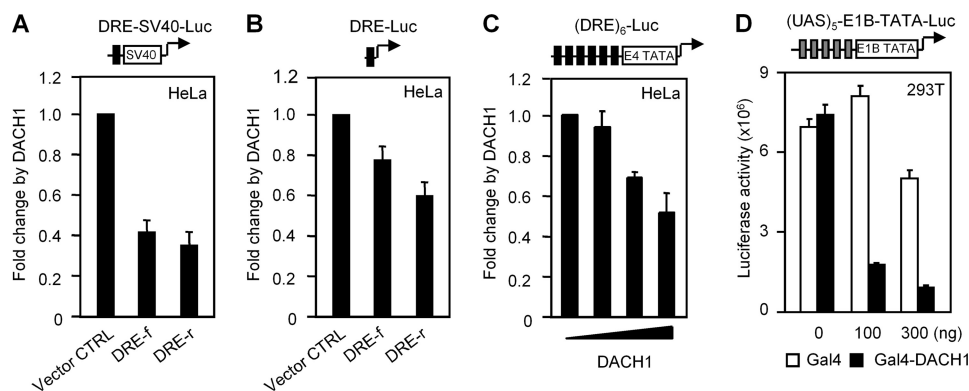 A
DRE-SV40-Luc
SV40
HeLa
Fold change by DACH1
1.2
1.0
0.8
0.6
0.4
0.2
0
Vector CTRL
DRE-f
DRE-r
B
DRE-Luc
HeLa
Fold change by DACH1
1.2
1.0
0.8
0.6
0.4
0.2
0
Vector CTRL
DRE-f
DRE-r
C
(DRE)₆-Luc
E4 TATA
HeLa
Fold change by DACH1
1.2
1.0
0.8
0.6
0.4
0.2
0
DACH1
D
(UAS)₅-E1B-TATA-Luc
E1B TATA
293T
Luciferase activity (x10⁶)
9
6
3
0
0 100 300 (ng)
Gal4 Gal4-DACH1